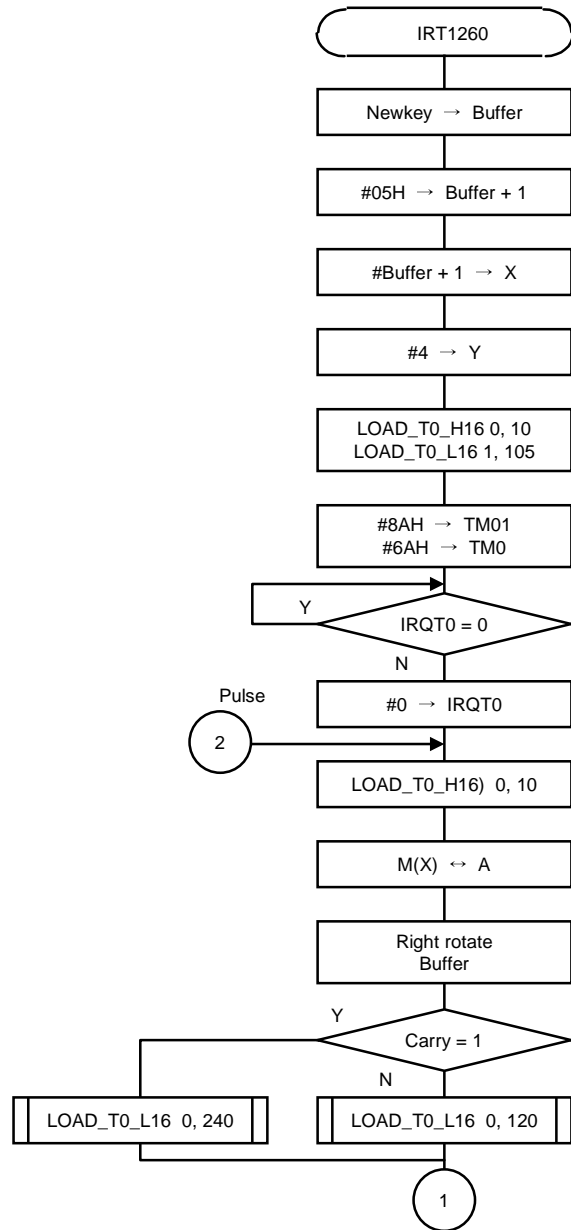 IRT1260
Newkey → Buffer
#05H → Buffer + 1
#Buffer + 1 → X
#4 → Y
LOAD_T0_H16 0, 10
LOAD_T0_L16 1, 105
#8AH → TM01
#6AH → TM0
Y
IRQT0 = 0
N
Pulse
#0 → IRQT0
2
LOAD_T0_H16) 0, 10
M(X) ↔ A
Right rotate
Buffer
Y
Carry = 1
N
LOAD_T0_L16 0, 240
LOAD_T0_L16 0, 120
1